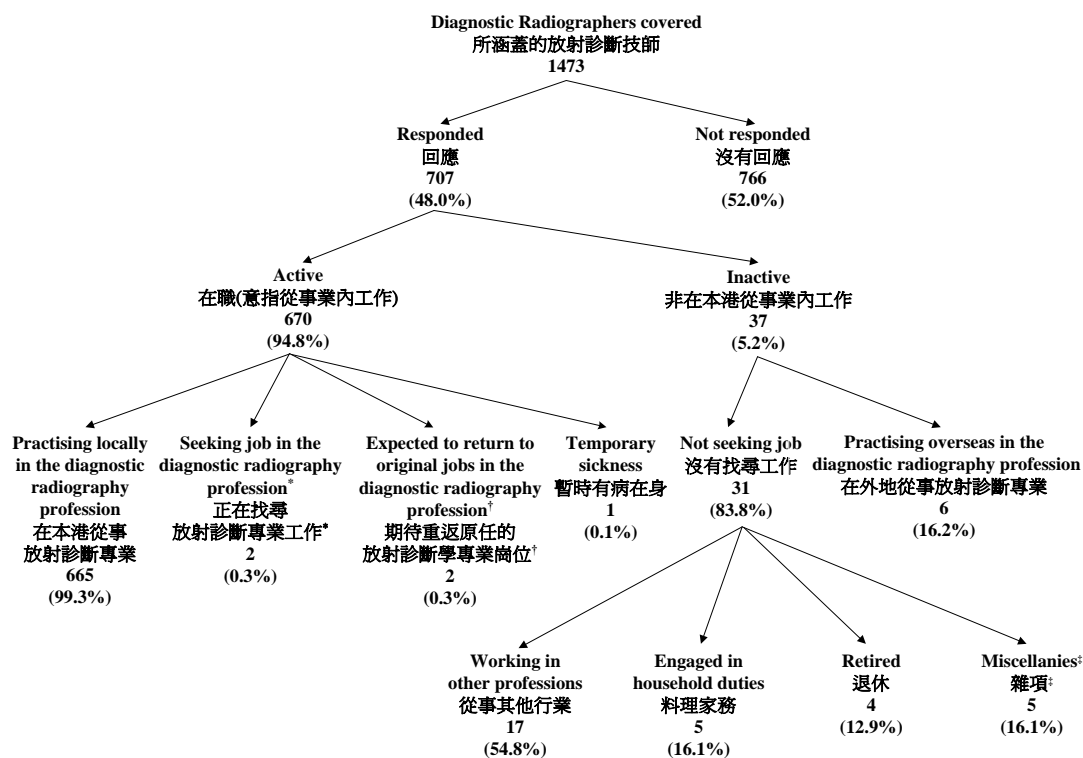 Diagnostic Radiographers covered
所涵蓋的放射診斷技師
1473
Responded
回應
707
(48.0%)
Not responded
沒有回應
766
(52.0%)
Active
在職(意指從事業內工作)
670
(94.8%)
Inactive
非在本港從事業內工作
37
(5.2%)
Practising locally
in the diagnostic
radiography
profession
在本港從事
放射診斷專業
665
(99.3%)
Seeking job in the
diagnostic radiography
profession*
正在找尋
放射診斷專業工作*
2
(0.3%)
Expected to return to
original jobs in the
diagnostic radiography
profession†
期待重返原任的
放射診斷學專業崗位†
2
(0.3%)
Temporary
sickness
暫時有病在身
1
(0.1%)
Not seeking job
沒有找尋工作
31
(83.8%)
Practising overseas in the
diagnostic radiography profession
在外地從事放射診斷專業
6
(16.2%)
Working in
other professions
從事其他行業
17
(54.8%)
Engaged in
household duties
料理家務
5
(16.1%)
Retired
退休
4
(12.9%)
Miscellanies‡
雜項‡
5
(16.1%)